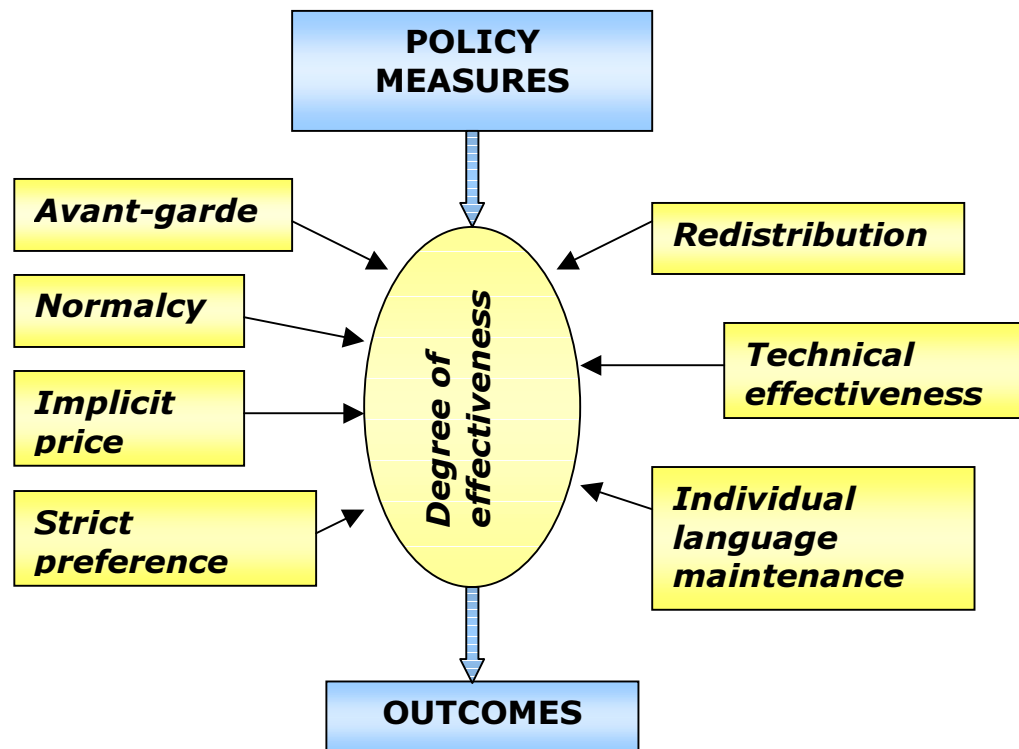 POLICY
MEASURES
Avant-garde
Normalcy
Implicit
price
Strict
preference
Degree of
effectiveness
Redistribution
Technical
effectiveness
Individual
language
maintenance
OUTCOMES